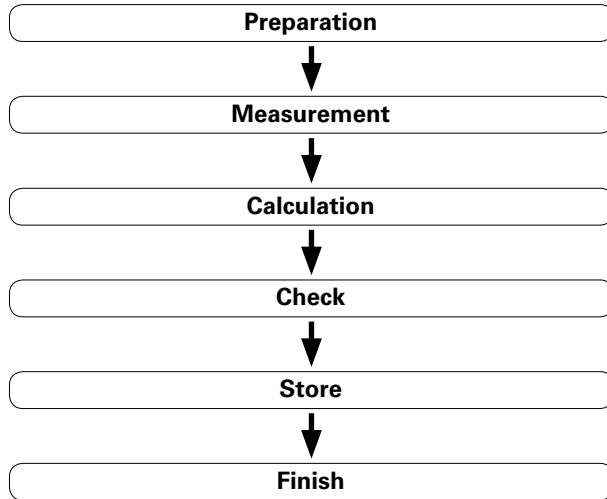 Preparation
Measurement
Calculation
Check
Store
Finish